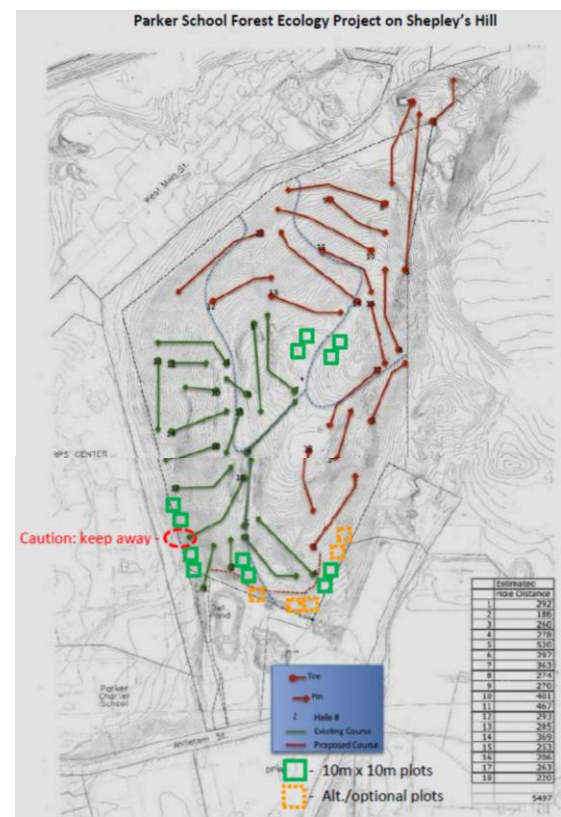 Parker School Forest Ecology Project on Shepley's Hill
West Main St.
12
13
Caution: keep away -
Parker
Charter
School
Antietam St.
Tee
Pin
2 Hole #
Existing Course
Proposed Course
- 10m x 10m plots
- Alt./optional plots
Estimated
Hole Distance
1 292
2 186
3 260
4 278
5 520
6 297
7 363
8 274
9 270
10 401
11 467
12 293
13 285
14 369
15 253
16 206
17 263
18 220
5497